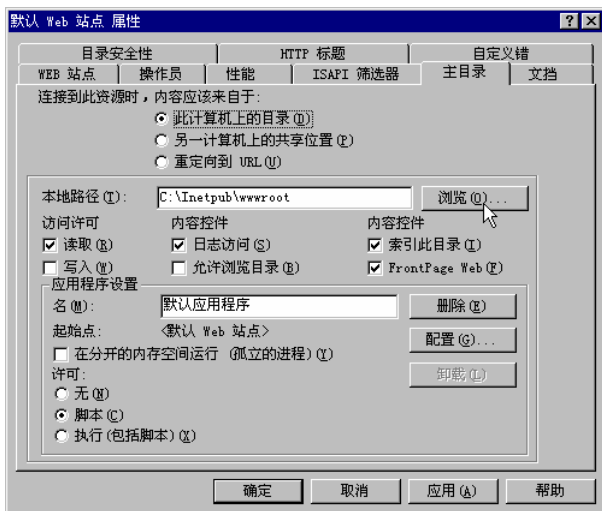 默认 Web 站点 属性
目录安全性 HTTP 标题 自定义错
WEB 站点 操作员 性能 ISAPI 筛选器 主目录 文档
连接到此资源时，内容应该来自于:
此计算机上的目录(D)
另一计算机上的共享位置(P)
重定向到 URL(U)
本地路径(T): C:\Inetpub\wwwroot 浏览(O)...
访问许可 内容控件 内容控件
读取(R) 日志访问(S) 索引此目录(I)
写入(W) 允许浏览目录(B) FrontPage Web(F)
应用程序设置
名(M): 默认应用程序 删除(E)
起始点: <默认 Web 站点> 配置(G)...
在分开的内存空间运行 (孤立的进程)(Y)
许可: 卸载(L)
无(N)
脚本(C)
执行(包括脚本)(X)
确定 取消 应用(A) 帮助